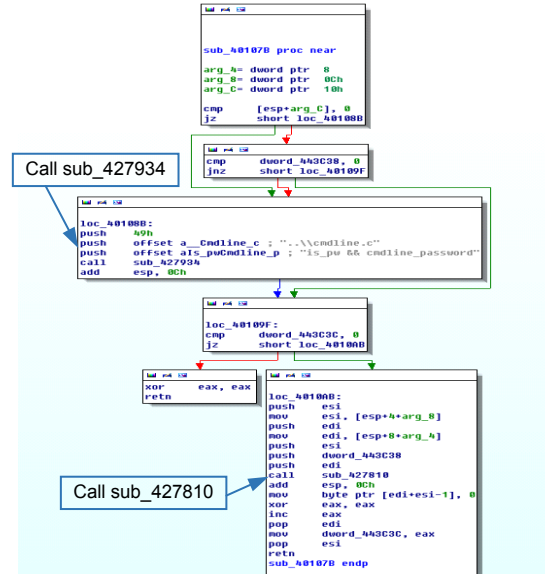 sub_40107B proc near
arg_4= dword ptr 8
arg_8= dword ptr 0Ch
arg_C= dword ptr 10h
cmp [esp+arg_C], 0
jz short loc_40108B
cmp dword_443C38, 0
jnz short loc_40109F
Call sub_427934
loc_40108B:
push 49h
push offset a__Cmdline_c ; "..\\cmdline.c"
push offset aIs_pwCmdline_p ; "is_pw && cmdline_password"
call sub_427934
add esp, 0Ch
loc_40109F:
cmp dword_443C3C, 0
jz short loc_4010AB
xor eax, eax
retn
loc_4010AB:
push esi
mov esi, [esp+4+arg_8]
push edi
mov edi, [esp+8+arg_4]
push esi
push dword_443C38
push edi
call sub_427810
add esp, 0Ch
mov byte ptr [edi+esi-1], 0
xor eax, eax
inc eax
pop edi
mov dword_443C3C, eax
pop esi
retn
sub_40107B endp
Call sub_427810